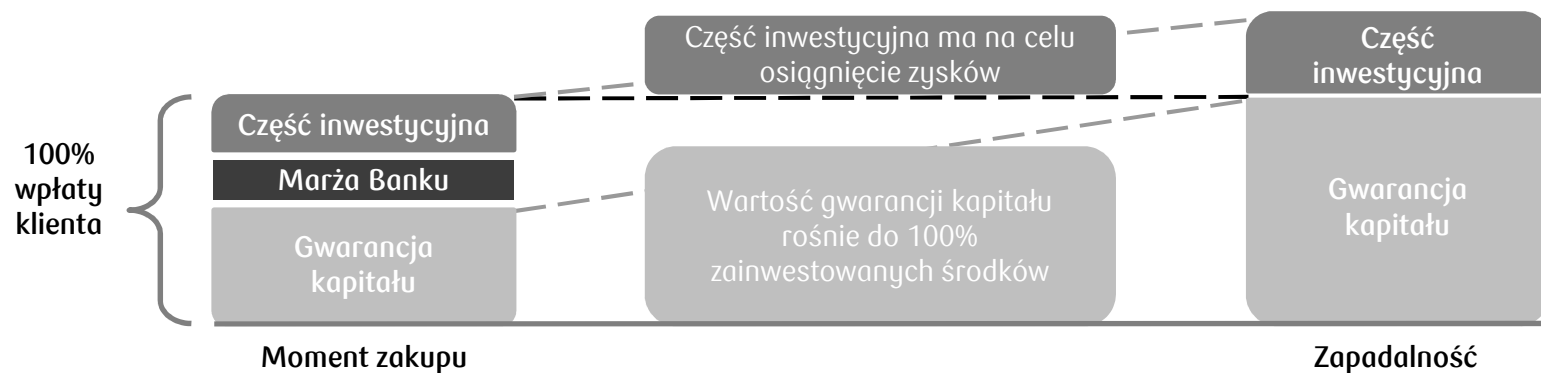 100%
wpłaty
klienta
Część inwestycyjna
Marża Banku
Gwarancja
kapitału
Moment zakupu
Część inwestycyjna ma na celu
osiągnięcie zysków
Wartość gwarancji kapitału
rośnie do 100%
zainwestowanych środków
Część
inwestycyjna
Gwarancja
kapitału
Zapadalność